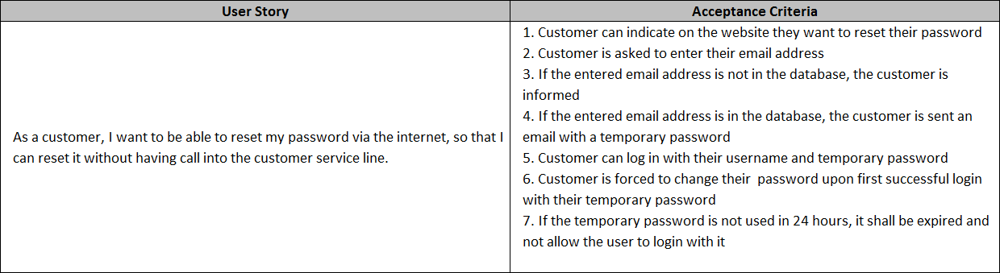 User Story
Acceptance Criteria
As a customer, I want to be able to reset my password via the internet, so that I
can reset it without having call into the customer service line.
1. Customer can indicate on the website they want to reset their password
2. Customer is asked to enter their email address
3. If the entered email address is not in the database, the customer is
informed
4. If the entered email address is in the database, the customer is sent an
email with a temporary password
5. Customer can log in with their username and temporary password
6. Customer is forced to change their  password upon first successful login
with their temporary password
7. If the temporary password is not used in 24 hours, it shall be expired and
not allow the user to login with it